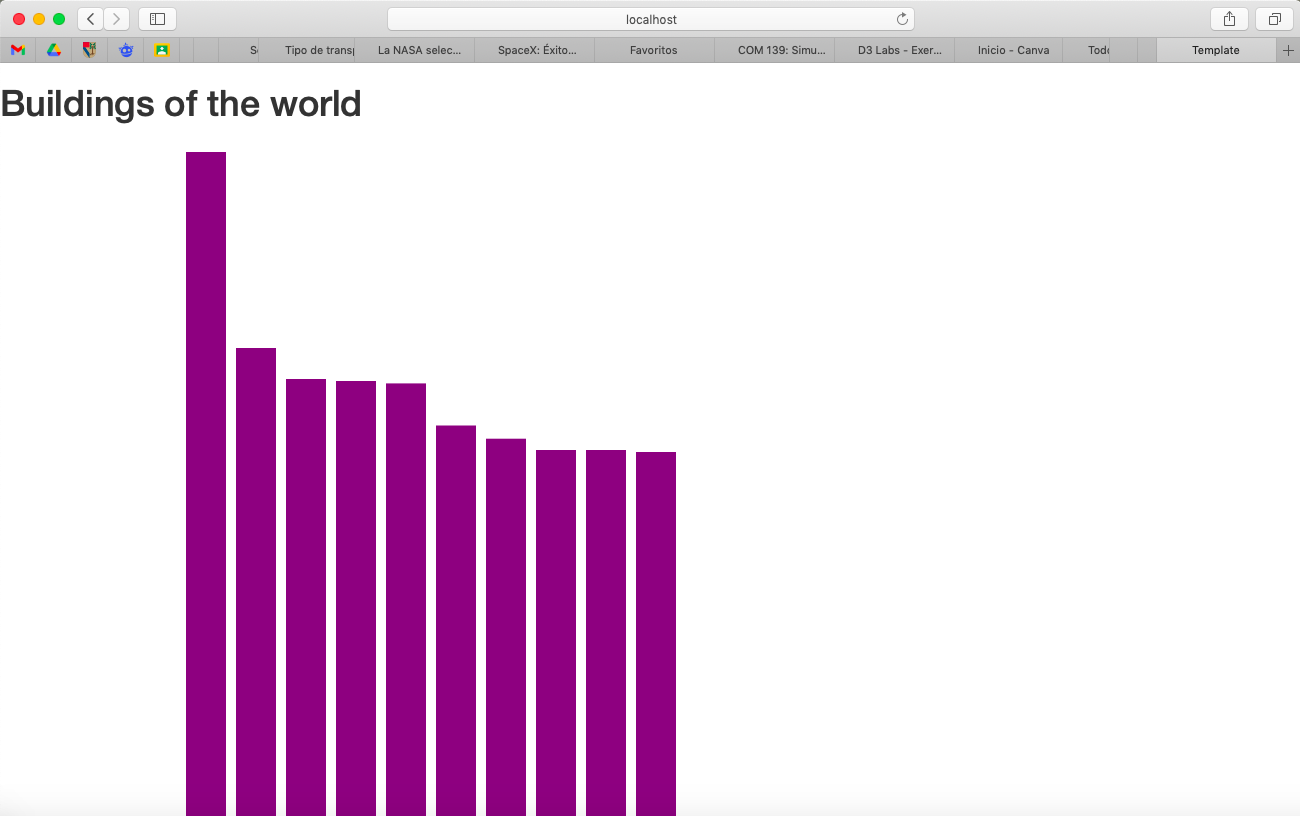 localhost
Tipo de transp La NASA selec... SpaceX: Éxito... Favoritos COM 139: Simu... D3 Labs - Exer... Inicio - Canva Template
Buildings of the world